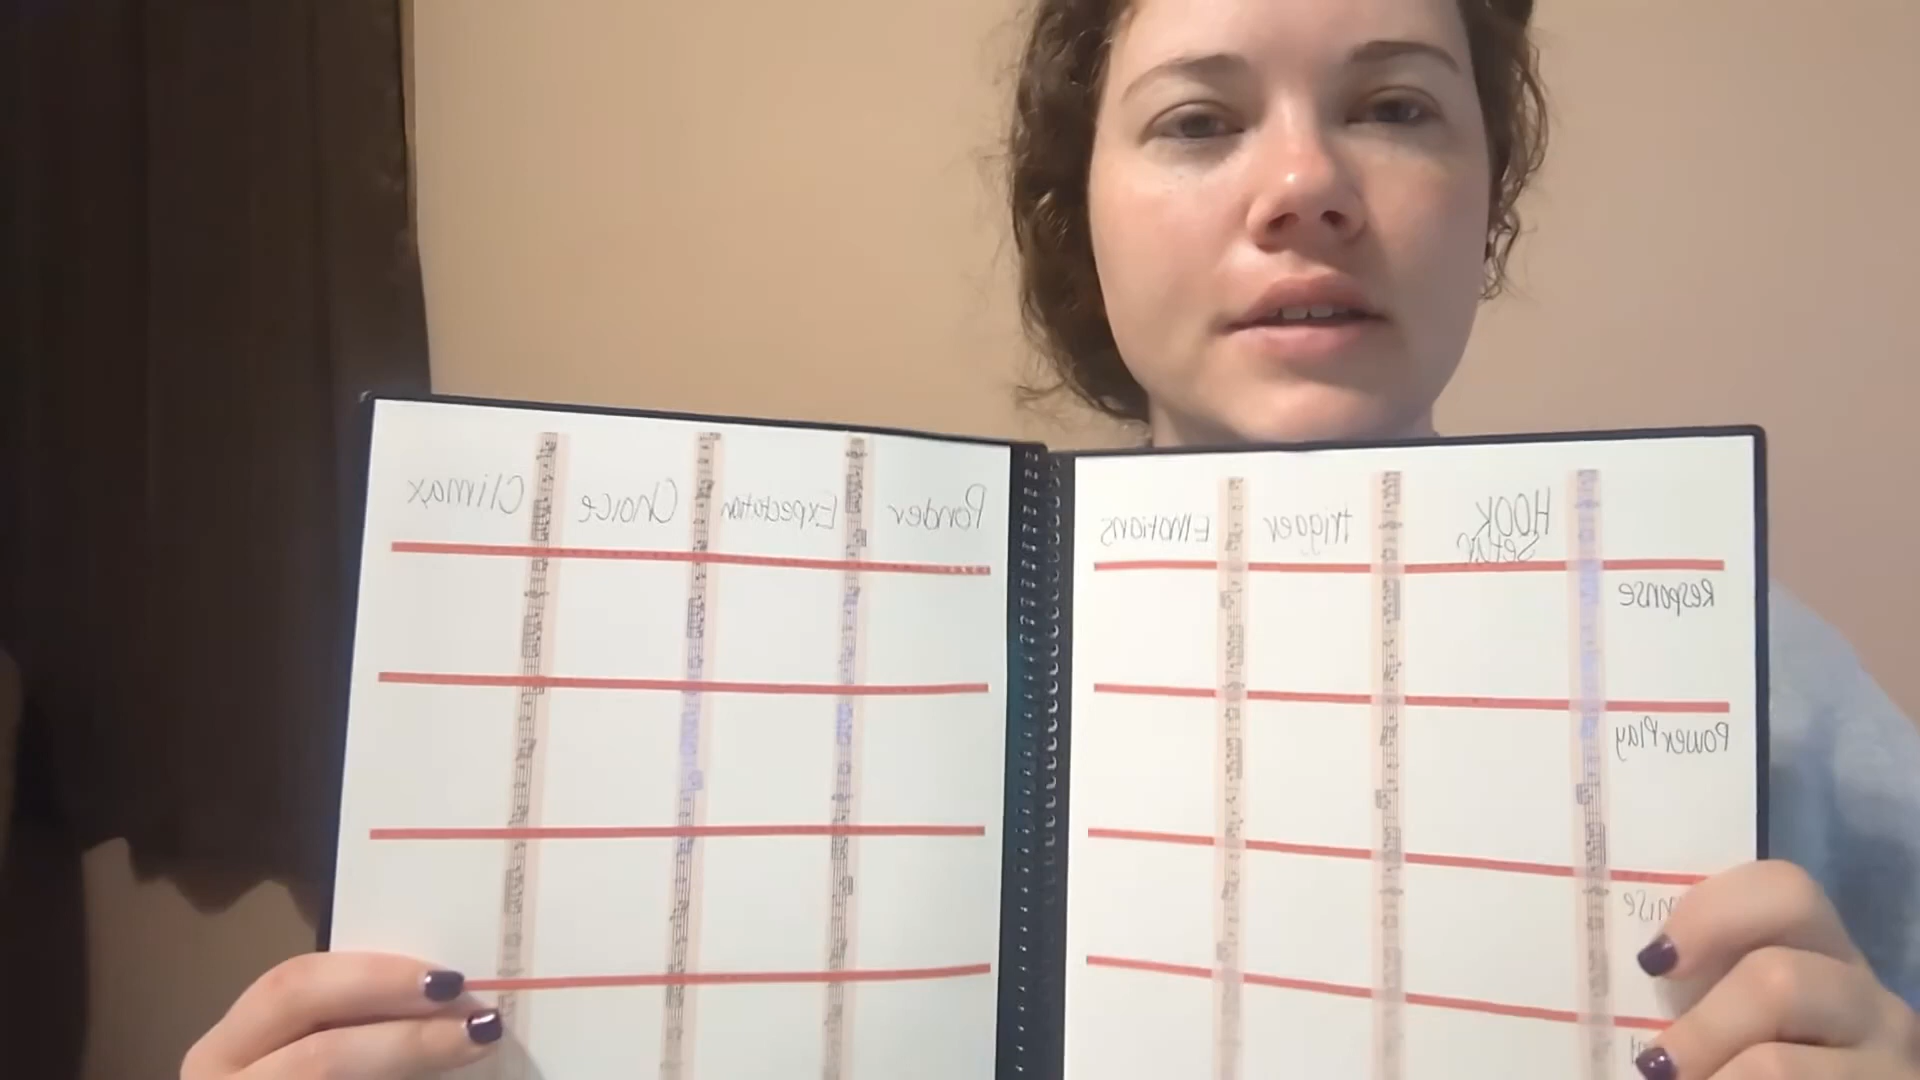 HOOK
Setup
trigger
Emotions
Ponder
Expectation
Choice
Climax
Response
PowerPlay